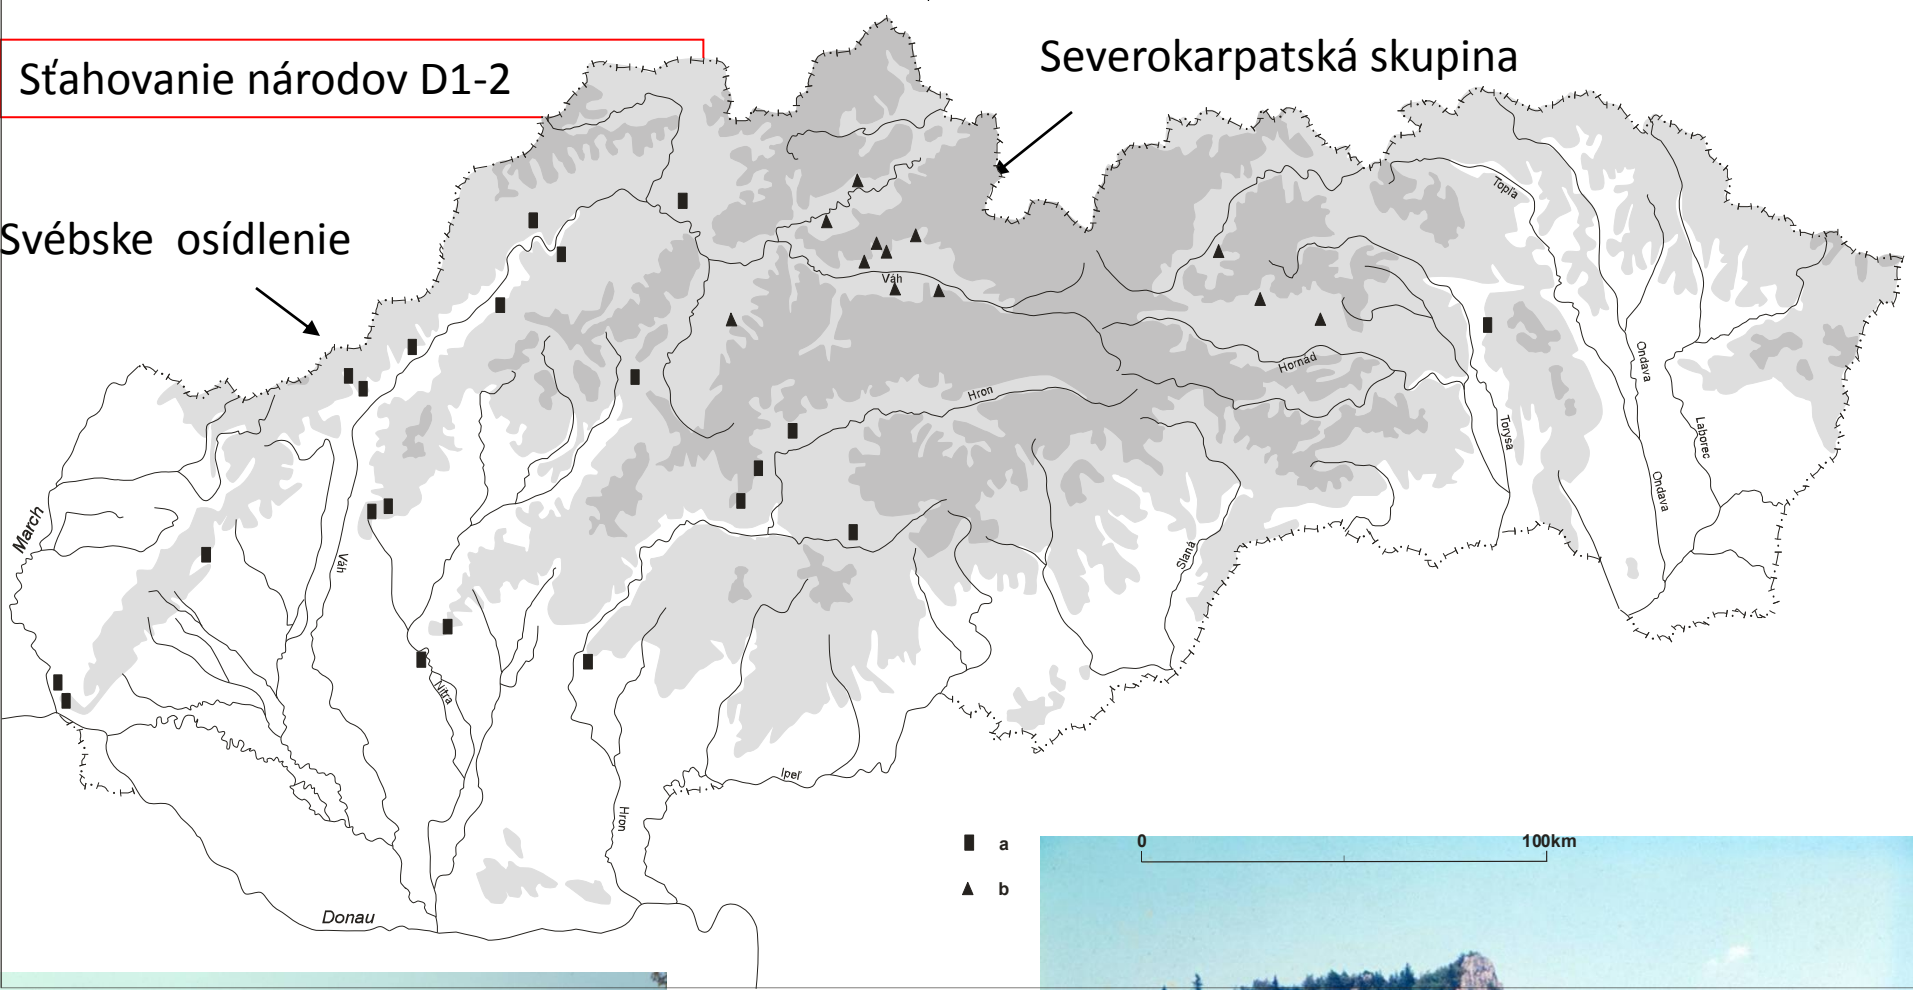 Sťahovanie národov D1-2
Severokarpatská skupina
Svébske osídlenie
Topľa
Váh
Hornád
Hron
Ondava
Torysa
Laborec
Ondava
March
Váh
Slaná
Nitra
Ipeľ
Hron
a
0 100km
b
Donau